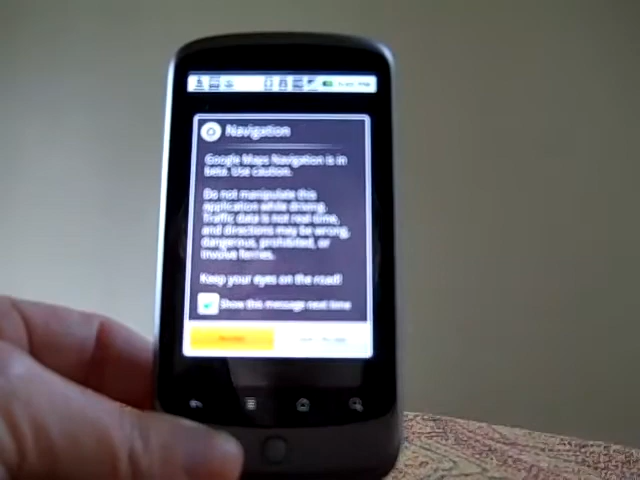 Navigation
Google Maps Navigation is in
beta. Use caution.
Do not manipulate this
application while driving.
Traffic data is not real-time,
and directions may be wrong,
dangerous, prohibited, or
involve ferries.
Keep your eyes on the road!
Show this message next time